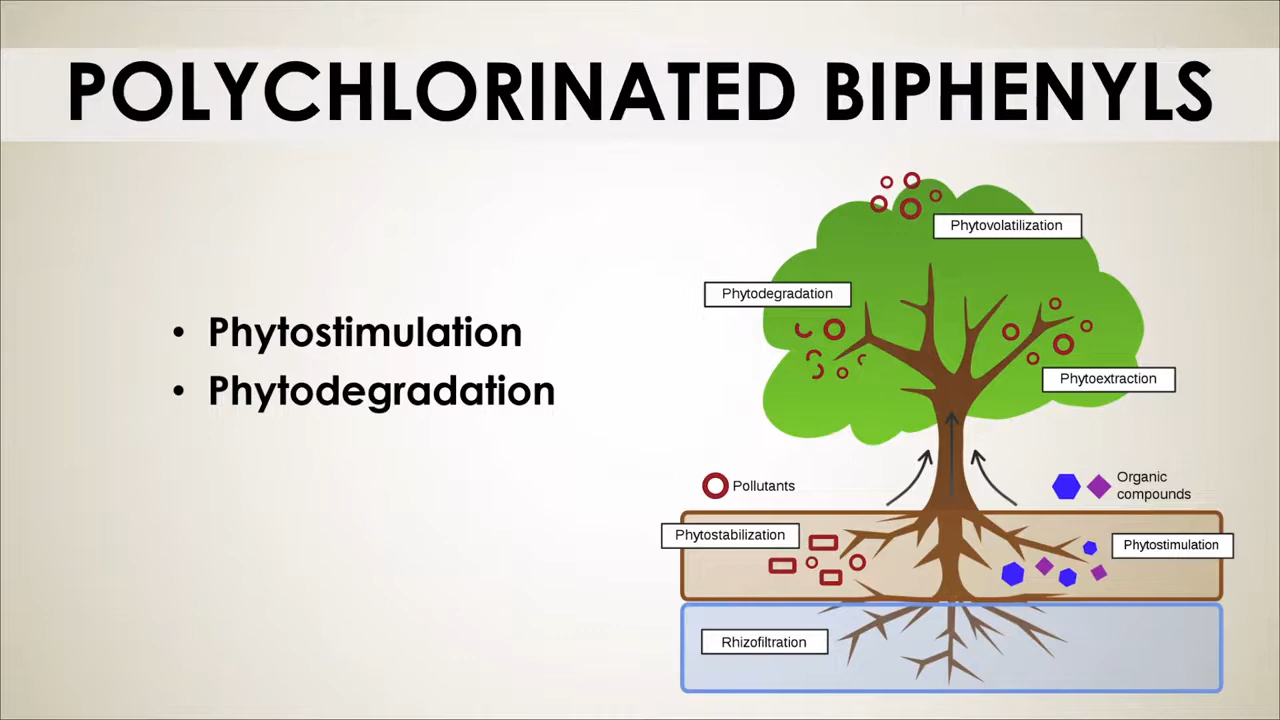 POLYCHLORINATED BIPHENYLS
• Phytostimulation
• Phytodegradation
Phytovolatilization
Phytodegradation
Phytoextraction
Pollutants
Organic
compounds
Phytostabilization
Phytostimulation
Rhizofiltration